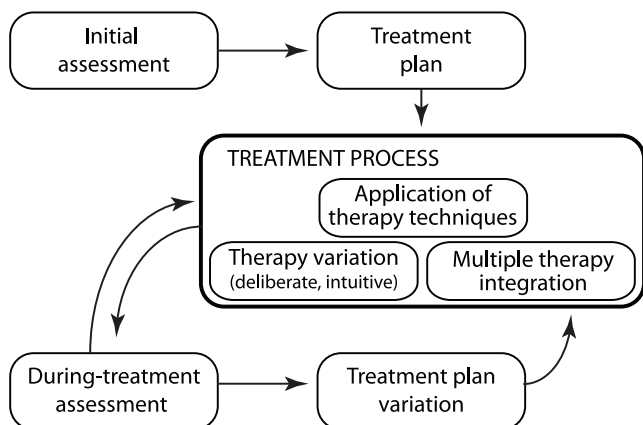 Initial
assessment
Treatment
plan
TREATMENT PROCESS
Application of
therapy techniques
Therapy variation
(deliberate, intuitive)
Multiple therapy
integration
During-treatment
assessment
Treatment plan
variation